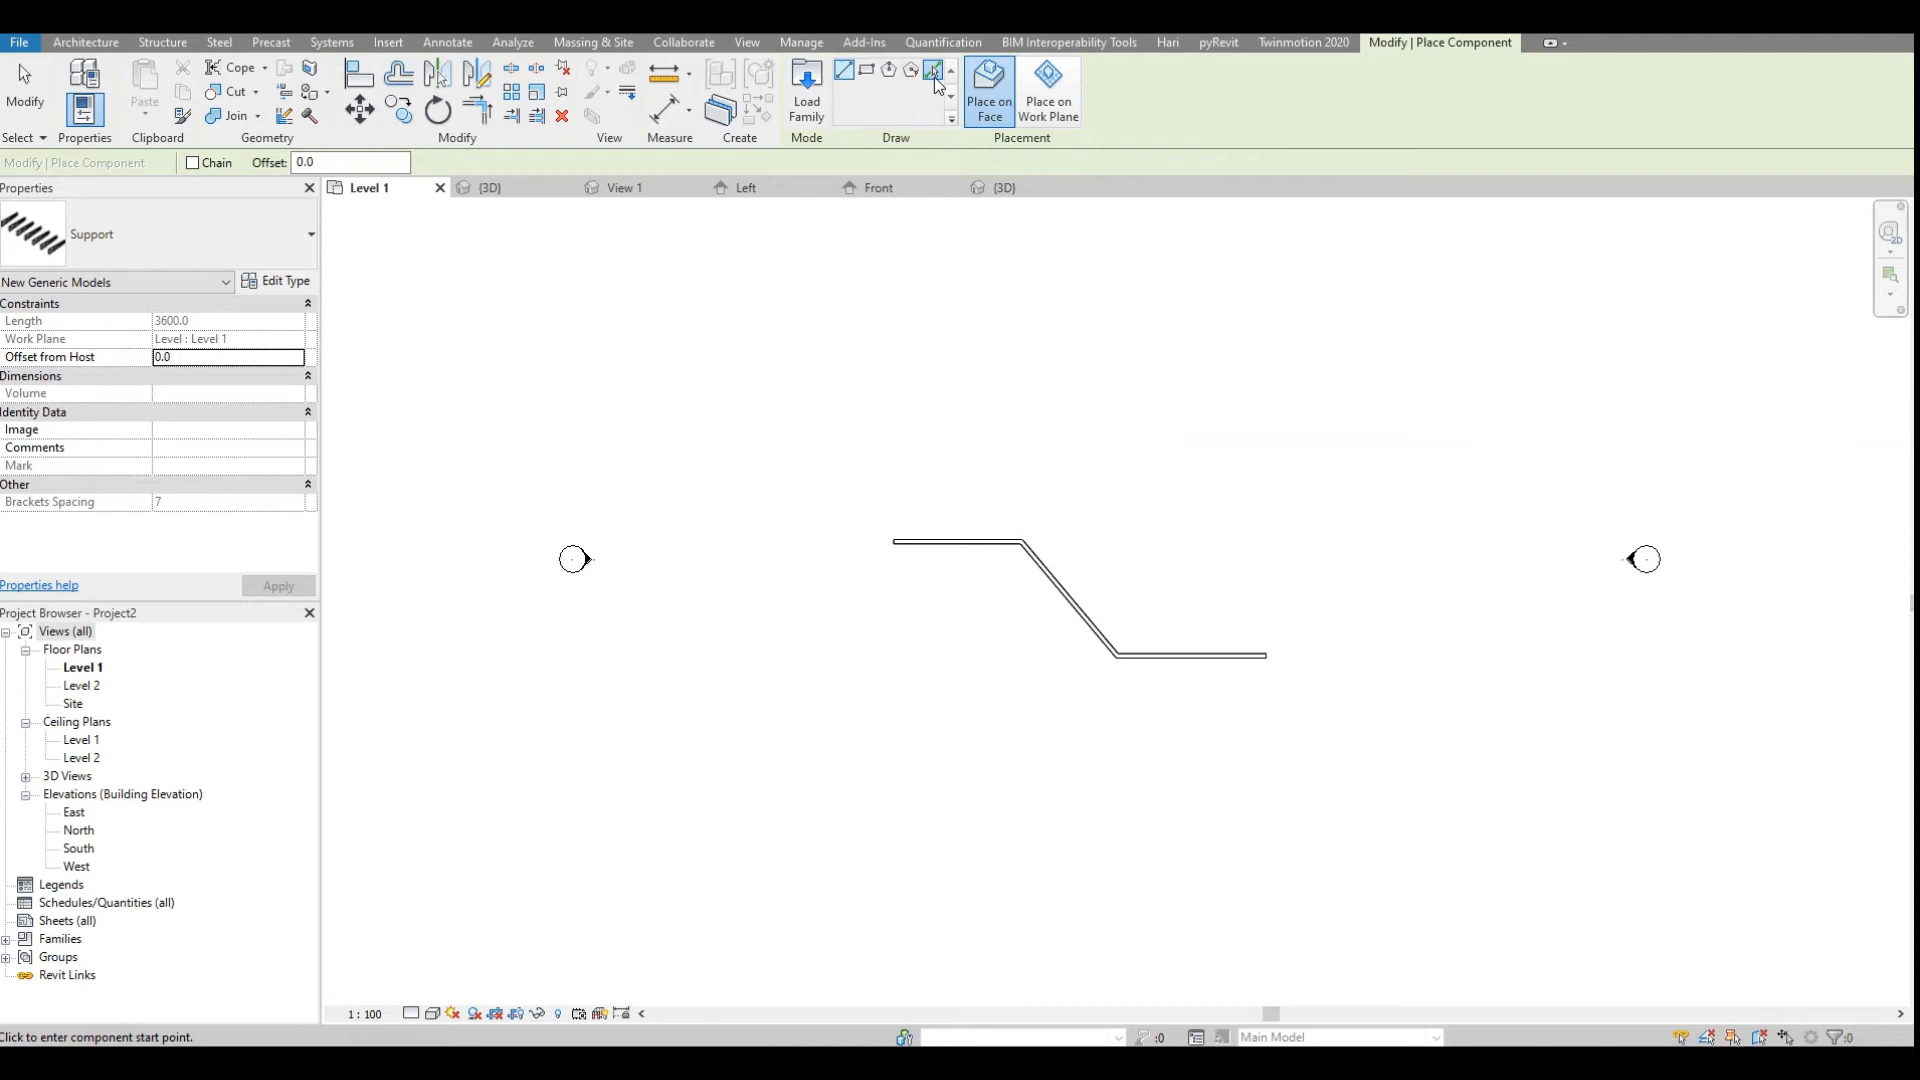 File Architecture Structure Steel Precast Systems Insert Annotate Analyze Massing & Site Collaborate View Manage Add-Ins Quantification BIM Interoperability Tools Hari pyRevit Twinmotion 2020 Modify | Place Component
Modify
Paste
Cope
Cut
Join
Load
Family
Place on
Face
Place on
Work Plane
Select Properties Clipboard Geometry Modify View Measure Create Mode Draw Placement
Modify | Place Component Chain Offset: 0.0
Properties
Level 1 {3D} View 1 Left Front {3D}
Support
New Generic Models Edit Type
Constraints
Length 3600.0
Work Plane Level : Level 1
Offset from Host 0.0
Dimensions
Volume
Identity Data
Image
Comments
Mark
Other
Brackets Spacing 7
Properties help Apply
Project Browser - Project2
Views (all)
Floor Plans
Level 1
Level 2
Site
Ceiling Plans
Level 1
Level 2
3D Views
Elevations (Building Elevation)
East
North
South
West
Legends
Schedules/Quantities (all)
Sheets (all)
Families
Groups
Revit Links
2D
1 : 100
Click to enter component start point. :0 Main Model :0